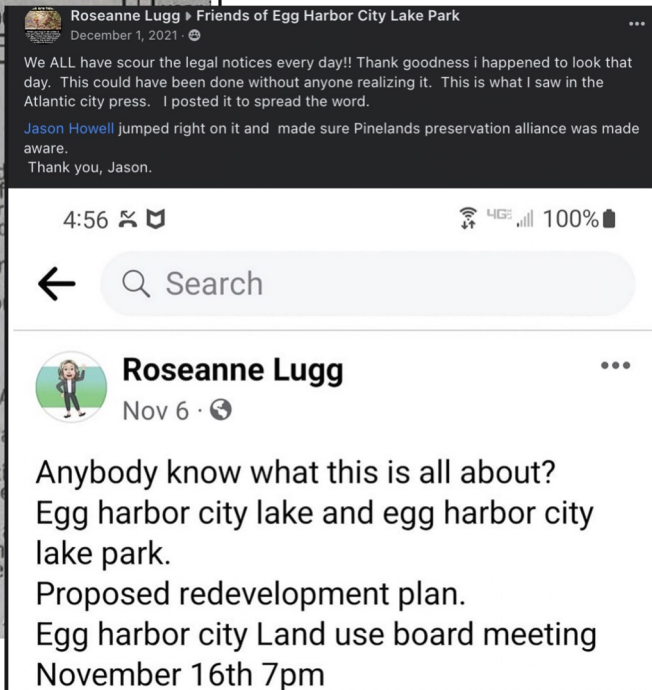 Roseanne Lugg ▸ Friends of Egg Harbor City Lake Park
December 1, 2021 ·
We ALL have scour the legal notices every day!! Thank goodness i happened to look that
day. This could have been done without anyone realizing it. This is what I saw in the
Atlantic city press. I posted it to spread the word.
Jason Howell jumped right on it and made sure Pinelands preservation alliance was made
aware.
Thank you, Jason.
4:56
4GE 100%
Search
Roseanne Lugg
Nov 6 ·
Anybody know what this is all about?
Egg harbor city lake and egg harbor city
lake park.
Proposed redevelopment plan.
Egg harbor city Land use board meeting
November 16th 7pm